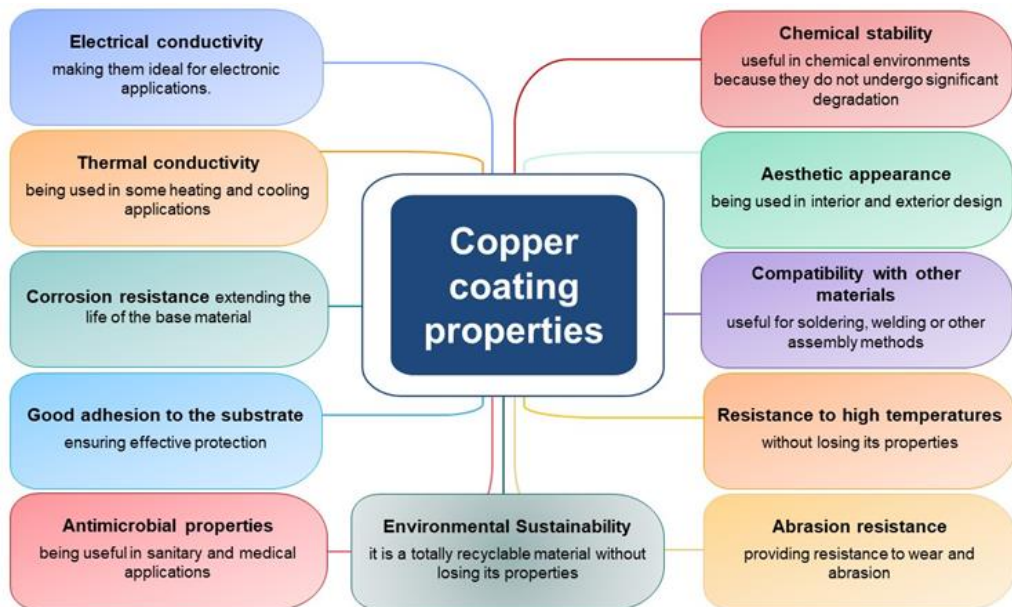 Electrical conductivity
making them ideal for electronic
applications.
Thermal conductivity
being used in some heating and cooling
applications
Corrosion resistance extending the
life of the base material
Good adhesion to the substrate
ensuring effective protection
Antimicrobial properties
being useful in sanitary and medical
applications
Copper
coating
properties
Environmental Sustainability
it is a totally recyclable material without
losing its properties
Chemical stability
useful in chemical environments
because they do not undergo significant
degradation
Aesthetic appearance
being used in interior and exterior design
Compatibility with other
materials
useful for soldering, welding or other
assembly methods
Resistance to high temperatures
without losing its properties
Abrasion resistance
providing resistance to wear and
abrasion